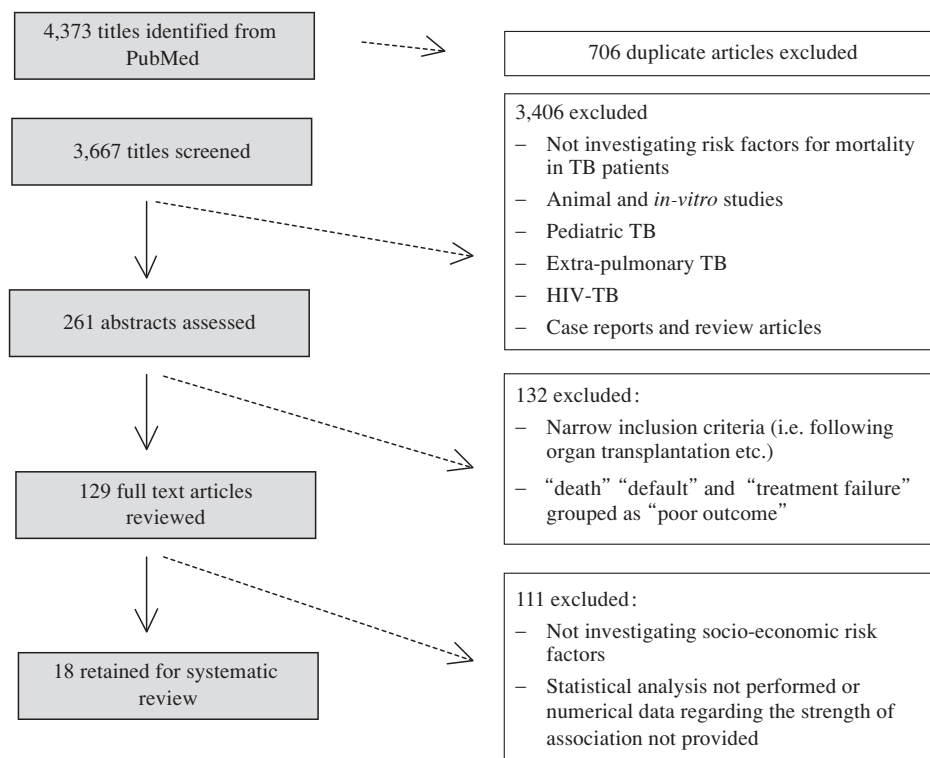 4,373 titles identified from
PubMed
706 duplicate articles excluded
3,667 titles screened
3,406 excluded
– Not investigating risk factors for mortality
in TB patients
– Animal and in-vitro studies
– Pediatric TB
– Extra-pulmonary TB
– HIV-TB
– Case reports and review articles
261 abstracts assessed
132 excluded:
– Narrow inclusion criteria (i.e. following
organ transplantation etc.)
– “death” “default” and “treatment failure”
grouped as “poor outcome”
129 full text articles
reviewed
111 excluded:
– Not investigating socio-economic risk
factors
– Statistical analysis not performed or
numerical data regarding the strength of
association not provided
18 retained for systematic
review